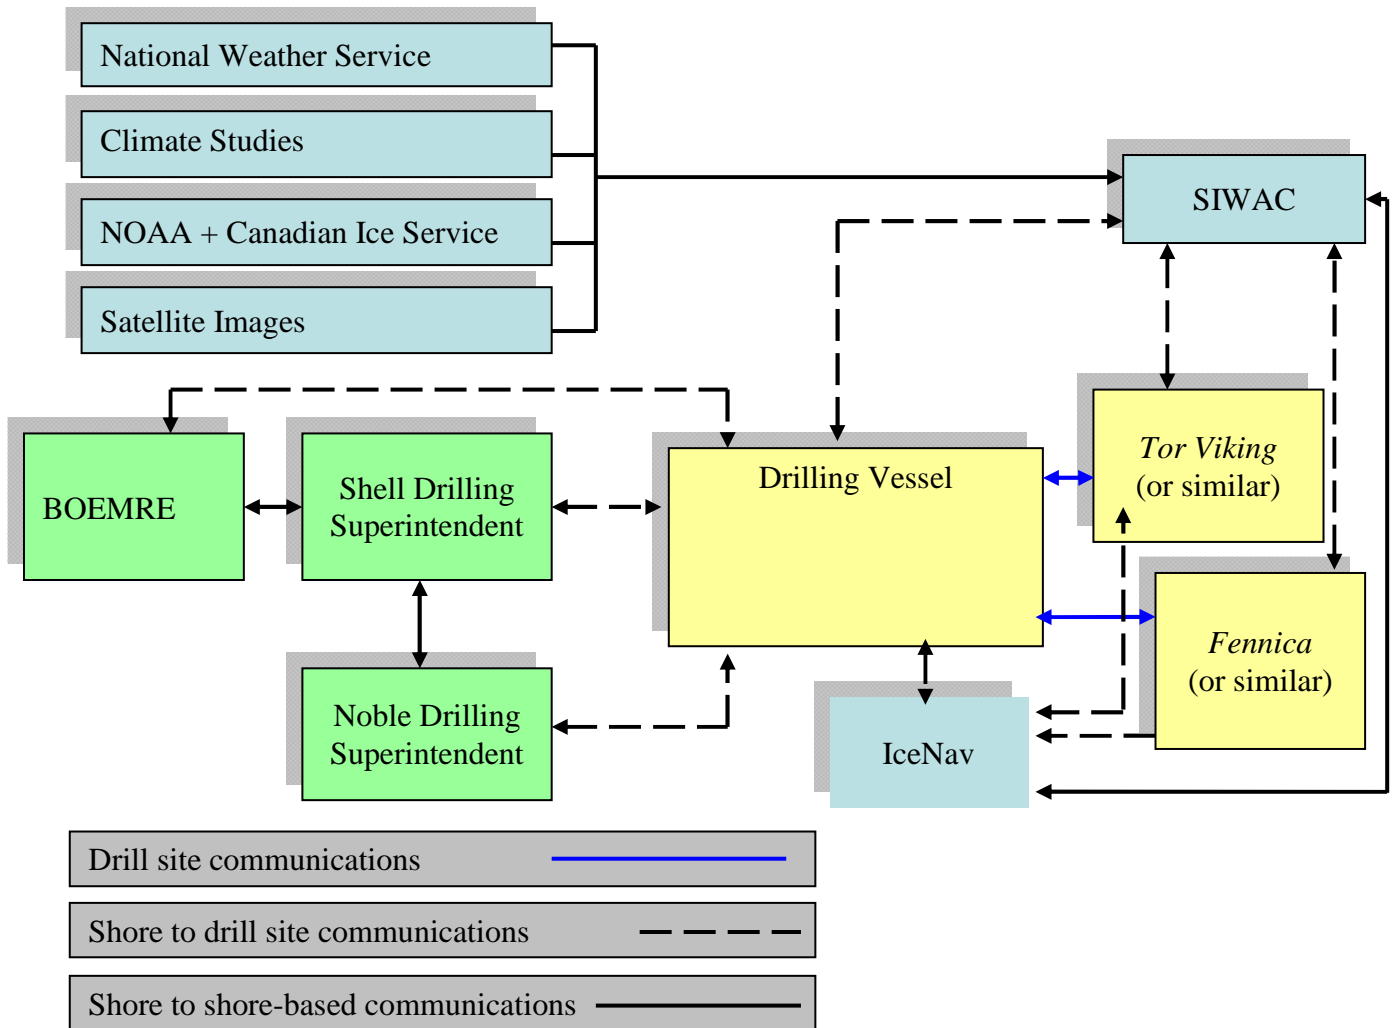 National Weather Service
Climate Studies
NOAA + Canadian Ice Service
Satellite Images
SIWAC
BOEMRE
Shell Drilling
Superintendent
Drilling Vessel
Tor Viking
(or similar)
Fennica
(or similar)
Noble Drilling
Superintendent
IceNav
Drill site communications
Shore to drill site communications
Shore to shore-based communications